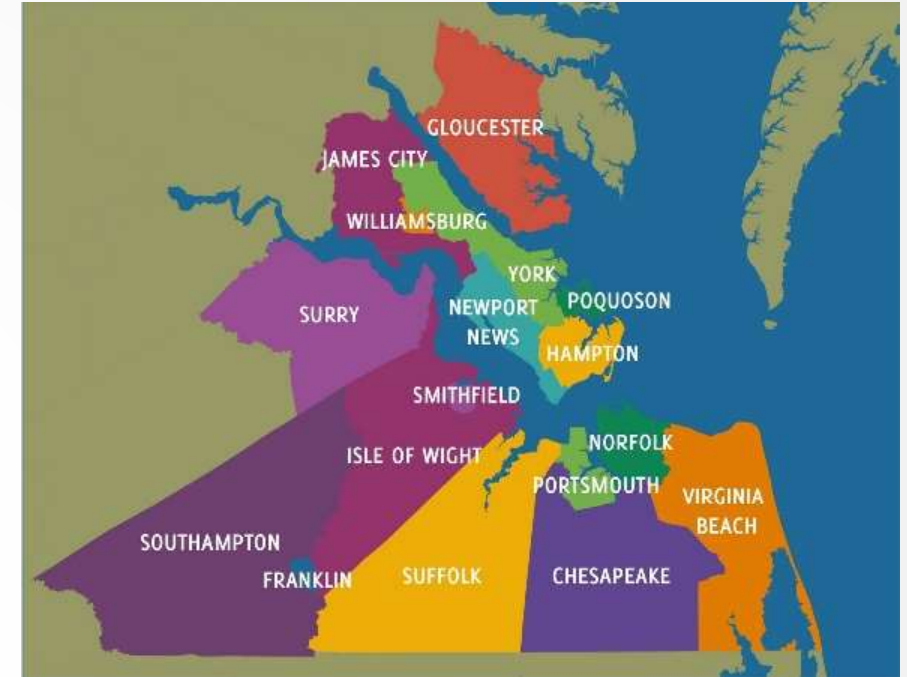 GLOUCESTER
JAMES CITY
WILLIAMSBURG
YORK
POQUOSON
NEWPORT
NEWS
SURRY
HAMPTON
SMITHFIELD
NORFOLK
ISLE OF WIGHT
PORTSMOUTH
VIRGINIA
BEACH
SOUTHAMPTON
FRANKLIN
SUFFOLK
CHESAPEAKE